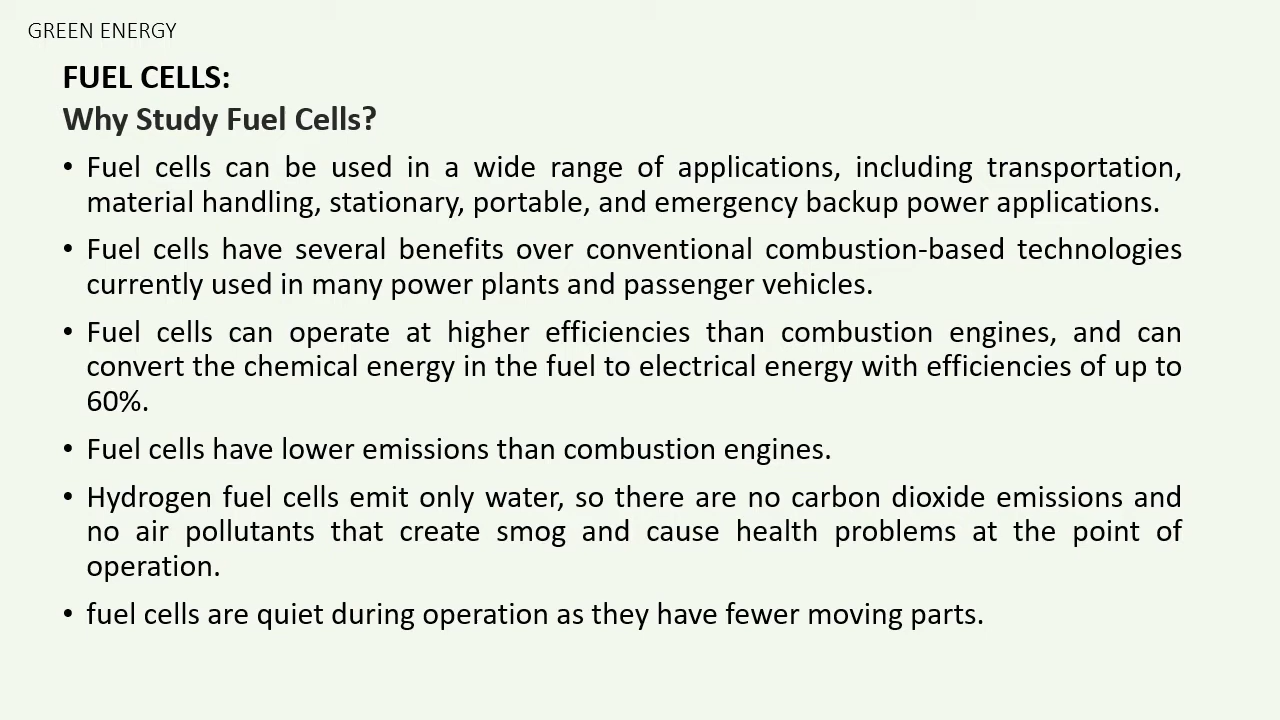 GREEN ENERGY
FUEL CELLS:
Why Study Fuel Cells?
• Fuel cells can be used in a wide range of applications, including transportation,
material handling, stationary, portable, and emergency backup power applications.
• Fuel cells have several benefits over conventional combustion-based technologies
currently used in many power plants and passenger vehicles.
• Fuel cells can operate at higher efficiencies than combustion engines, and can
convert the chemical energy in the fuel to electrical energy with efficiencies of up to
60%.
• Fuel cells have lower emissions than combustion engines.
• Hydrogen fuel cells emit only water, so there are no carbon dioxide emissions and
no air pollutants that create smog and cause health problems at the point of
operation.
• fuel cells are quiet during operation as they have fewer moving parts.